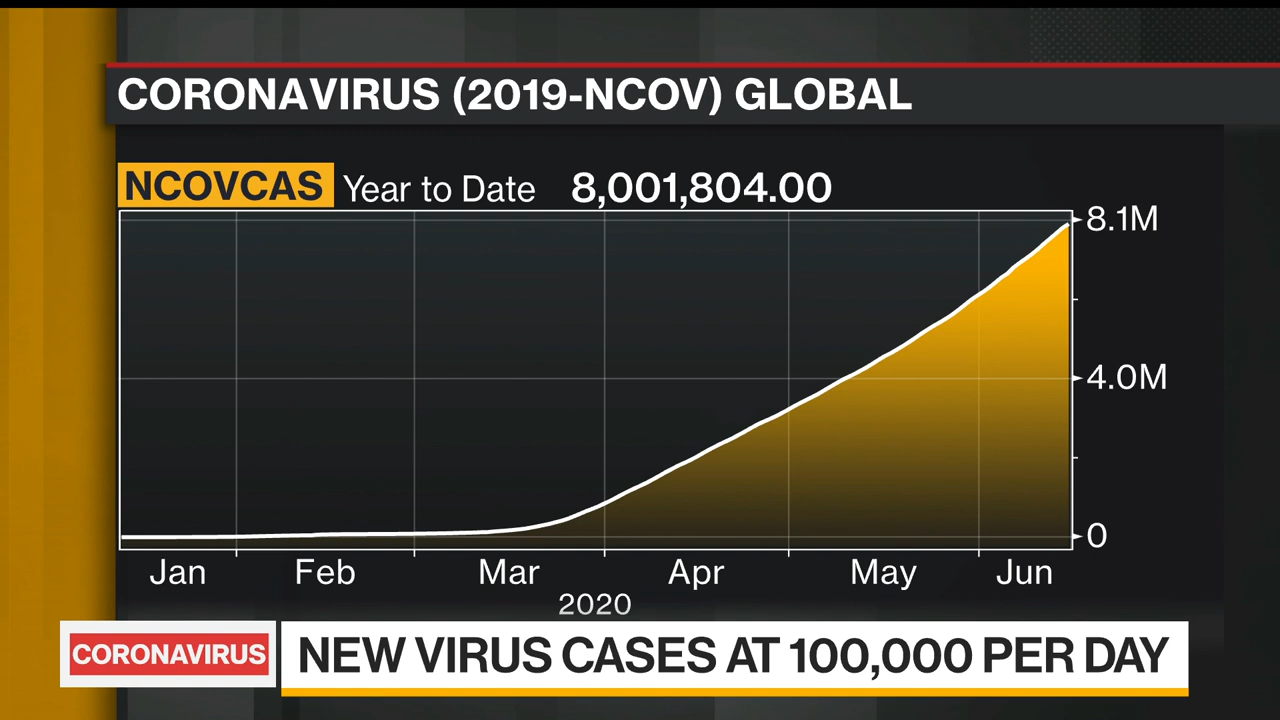 CORONAVIRUS (2019-NCOV) GLOBAL
NCOVCAS Year to Date 8,001,804.00
8.1M
4.0M
0
Jan Feb Mar Apr May Jun
2020
CORONAVIRUS
NEW VIRUS CASES AT 100,000 PER DAY